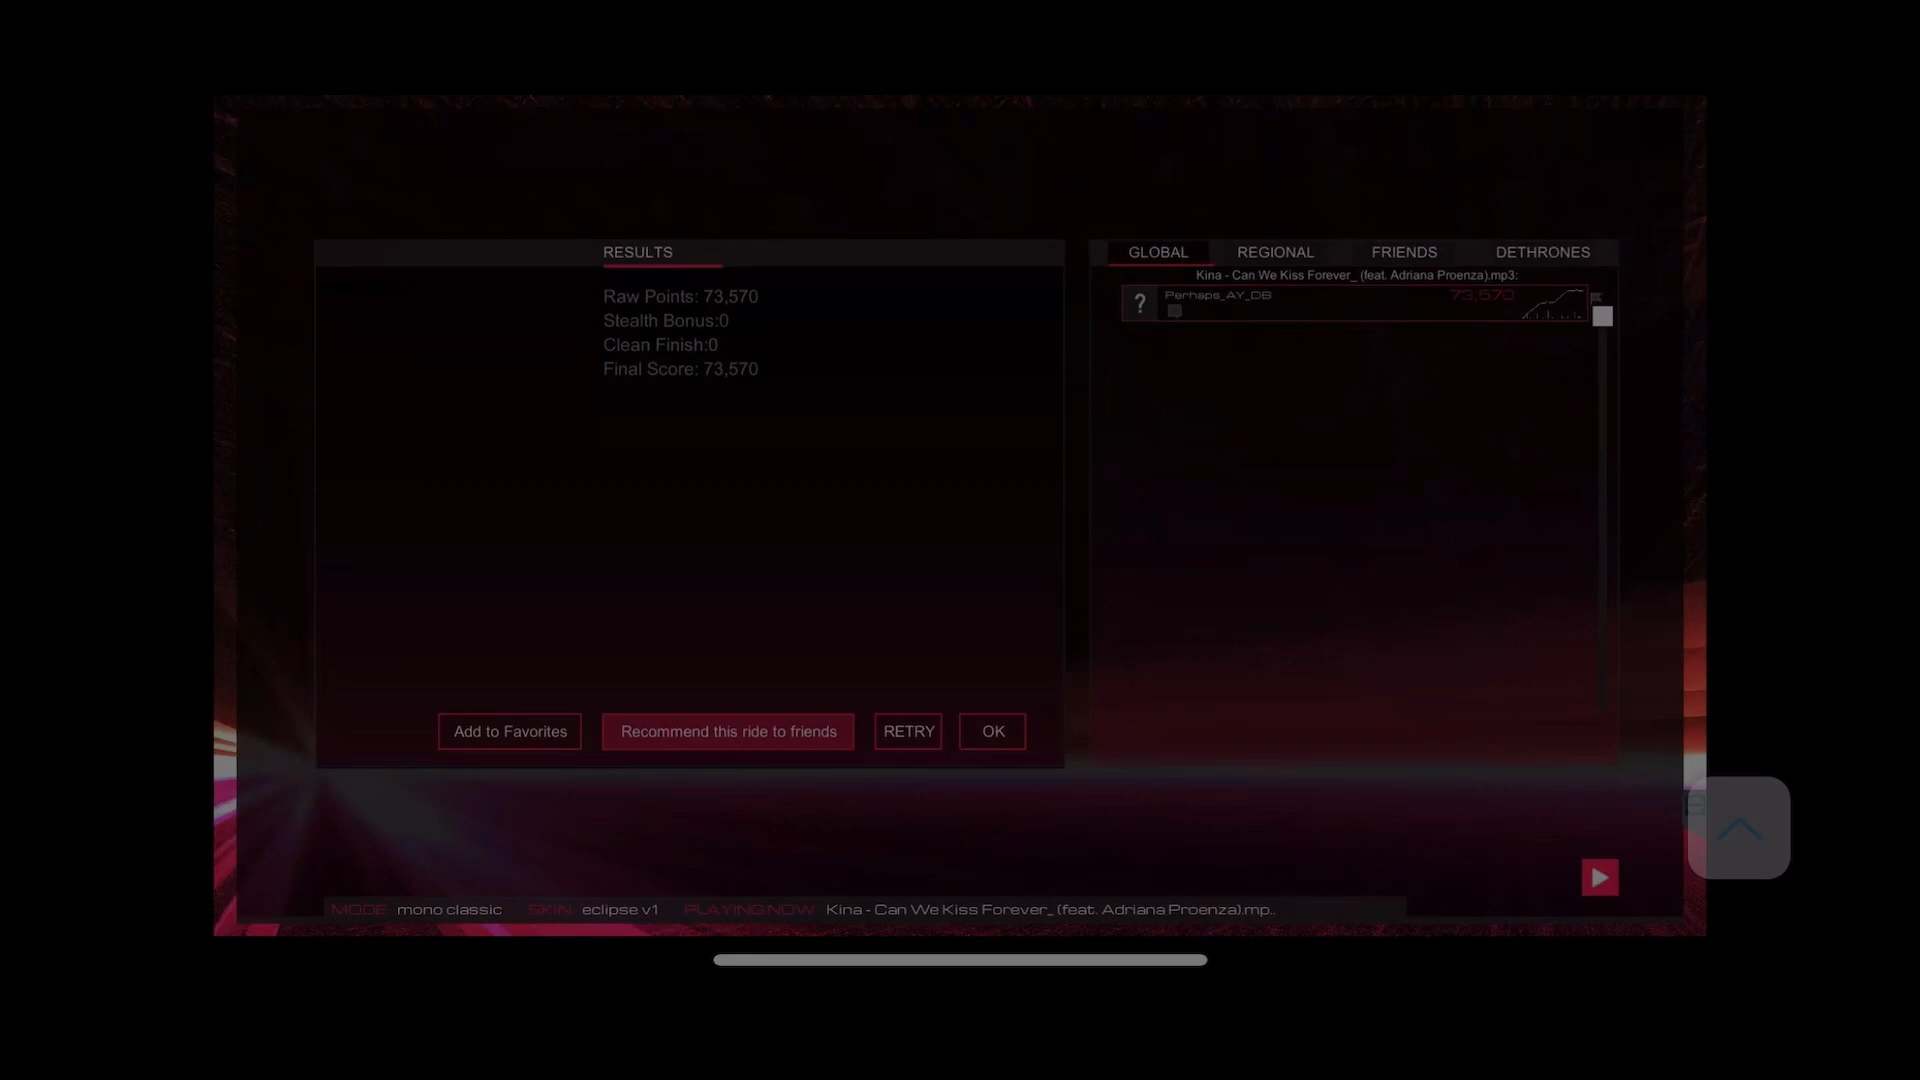 RESULTS
Raw Points: 73,570
Stealth Bonus:0
Clean Finish:0
Final Score: 73,570
Add to Favorites
Recommend this ride to friends
RETRY
OK
GLOBAL REGIONAL FRIENDS DETHRONES
Kina - Can We Kiss Forever_ (feat. Adriana Proenza).mp3:
? Perhaps_AY_DB 73,570
MODE mono classic SKIN eclipse v1 PLAYING NOW Kina - Can We Kiss Forever_ (feat. Adriana Proenza).mp..